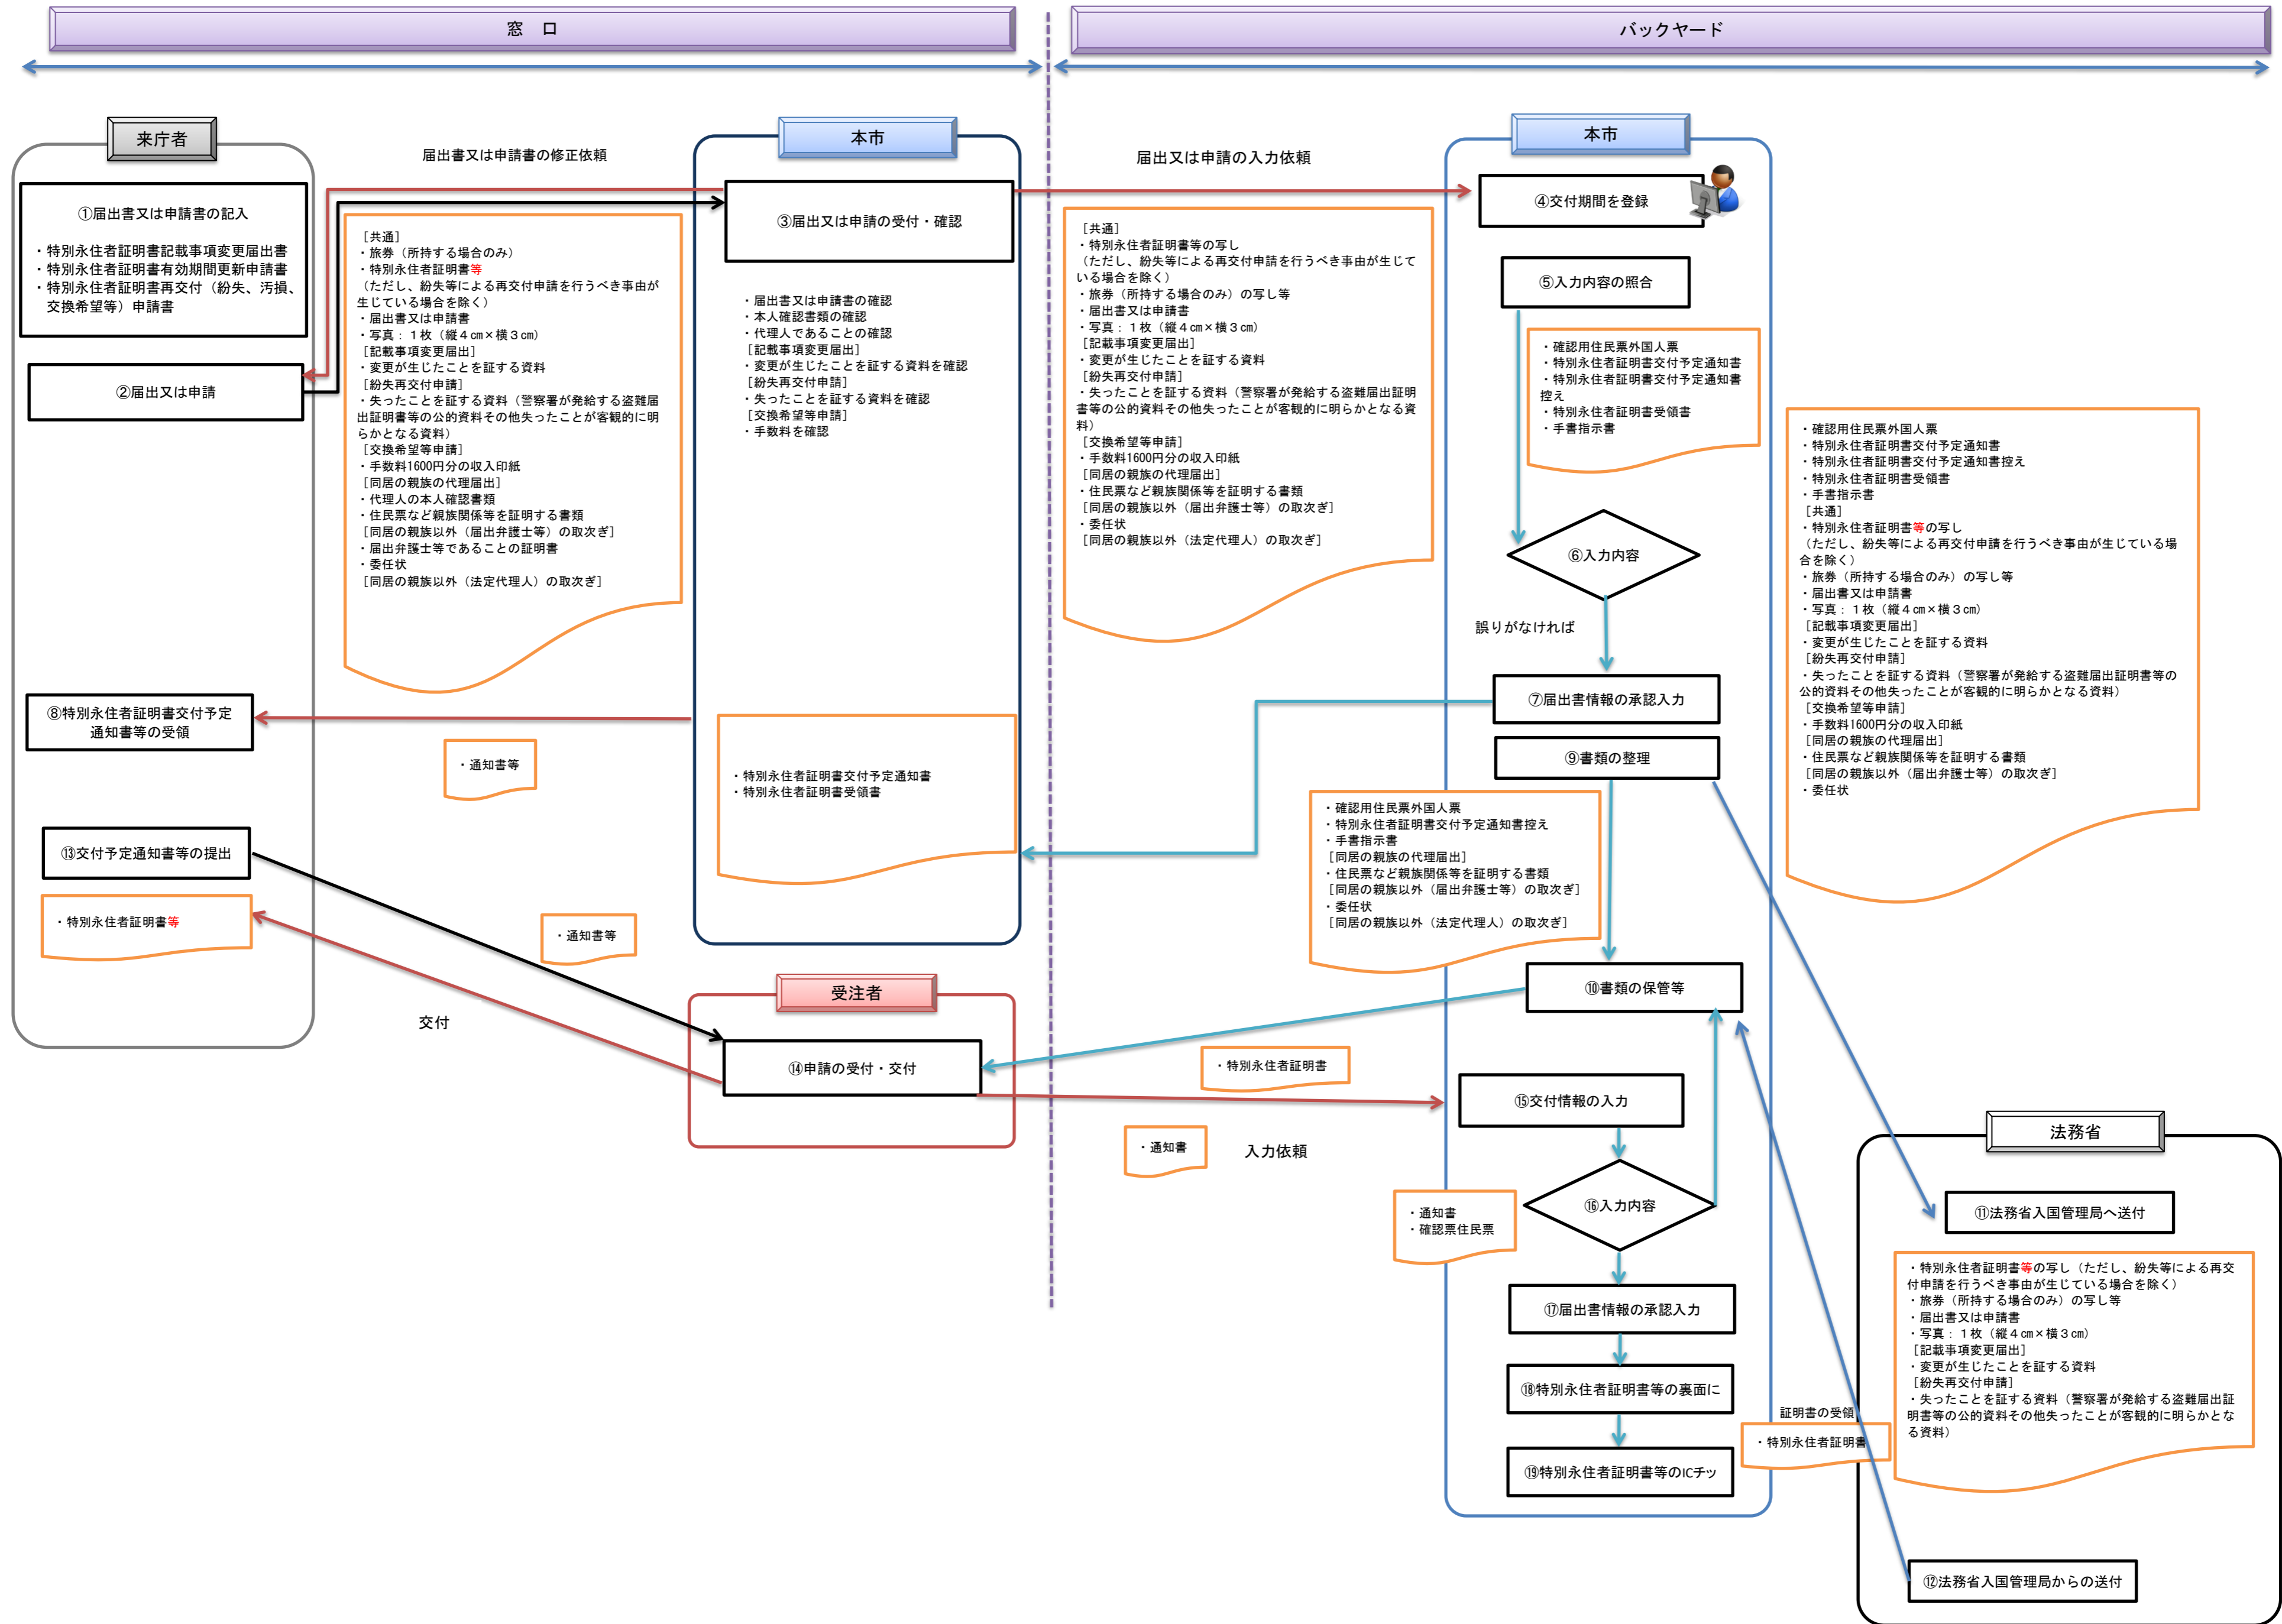 窓　口
バックヤード
来庁者
①届出書又は申請書の記入
・特別永住者証明書記載事項変更届出書
・特別永住者証明書有効期間更新申請書
・特別永住者証明書再交付（紛失、汚損、
交換希望等）申請書
②届出又は申請
届出書又は申請書の修正依頼
［共通］
・旅券（所持する場合のみ）
・特別永住者証明書等
（ただし、紛失等による再交付申請を行うべき事由が
生じている場合を除く）
・届出書又は申請書
・写真：１枚（縦４㎝×横３㎝）
［記載事項変更届出］
・変更が生じたことを証する資料
［紛失再交付申請］
・失ったことを証する資料（警察署が発給する盗難届
出証明書等の公的資料その他失ったことが客観的に明
らかとなる資料）
［交換希望等申請］
・手数料1600円分の収入印紙
［同居の親族の代理届出］
・代理人の本人確認書類
・住民票など親族関係等を証明する書類
［同居の親族以外（届出弁護士等）の取次ぎ］
・届出弁護士等であることの証明書
・委任状
［同居の親族以外（法定代理人）の取次ぎ］
本市
③届出又は申請の受付・確認
・届出書又は申請書の確認
・本人確認書類の確認
・代理人であることの確認
［記載事項変更届出］
・変更が生じたことを証する資料を確認
［紛失再交付申請］
・失ったことを証する資料を確認
［交換希望等申請］
・手数料を確認
届出又は申請の入力依頼
［共通］
・特別永住者証明書等の写し
（ただし、紛失等による再交付申請を行うべき事由が生じて
いる場合を除く）
・旅券（所持する場合のみ）の写し等
・届出書又は申請書
・写真：１枚（縦４㎝×横３㎝）
［記載事項変更届出］
・変更が生じたことを証する資料
［紛失再交付申請］
・失ったことを証する資料（警察署が発給する盗難届出証明
書等の公的資料その他失ったことが客観的に明らかとなる資
料）
［交換希望等申請］
・手数料1600円分の収入印紙
［同居の親族の代理届出］
・住民票など親族関係等を証明する書類
［同居の親族以外（届出弁護士等）の取次ぎ］
・委任状
［同居の親族以外（法定代理人）の取次ぎ］
本市
④交付期間を登録
⑤入力内容の照合
・確認用住民票外国人票
・特別永住者証明書交付予定通知書
・特別永住者証明書交付予定通知書
控え
・特別永住者証明書受領書
・手書指示書
⑥入力内容
誤りがなければ
⑦届出書情報の承認入力
・確認用住民票外国人票
・特別永住者証明書交付予定通知書
・特別永住者証明書交付予定通知書控え
・特別永住者証明書受領書
・手書指示書
［共通］
・特別永住者証明書等の写し
（ただし、紛失等による再交付申請を行うべき事由が生じている場
合を除く）
・旅券（所持する場合のみ）の写し等
・届出書又は申請書
・写真：１枚（縦４㎝×横３㎝）
［記載事項変更届出］
・変更が生じたことを証する資料
［紛失再交付申請］
・失ったことを証する資料（警察署が発給する盗難届出証明書等の
公的資料その他失ったことが客観的に明らかとなる資料）
［交換希望等申請］
・手数料1600円分の収入印紙
［同居の親族の代理届出］
・住民票など親族関係等を証明する書類
［同居の親族以外（届出弁護士等）の取次ぎ］
・委任状
⑧特別永住者証明書交付予定
通知書等の受領
・通知書等
・特別永住者証明書交付予定通知書
・特別永住者証明書受領書
⑨書類の整理
・確認用住民票外国人票
・特別永住者証明書交付予定通知書控え
・手書指示書
［同居の親族の代理届出］
・住民票など親族関係等を証明する書類
［同居の親族以外（届出弁護士等）の取次ぎ］
・委任状
［同居の親族以外（法定代理人）の取次ぎ］
⑬交付予定通知書等の提出
・特別永住者証明書等
・通知書等
交付
受注者
⑭申請の受付・交付
⑩書類の保管等
・特別永住者証明書
・通知書
入力依頼
⑮交付情報の入力
・通知書
・確認票住民票
⑯入力内容
⑰届出書情報の承認入力
⑱特別永住者証明書等の裏面に
⑲特別永住者証明書等のICチッ
証明書の受領
・特別永住者証明書
法務省
⑪法務省入国管理局へ送付
・特別永住者証明書等の写し（ただし、紛失等による再交
付申請を行うべき事由が生じている場合を除く）
・旅券（所持する場合のみ）の写し等
・届出書又は申請書
・写真：１枚（縦４㎝×横３㎝）
［記載事項変更届出］
・変更が生じたことを証する資料
［紛失再交付申請］
・失ったことを証する資料（警察署が発給する盗難届出証
明書等の公的資料その他失ったことが客観的に明らかとな
る資料）
⑫法務省入国管理局からの送付